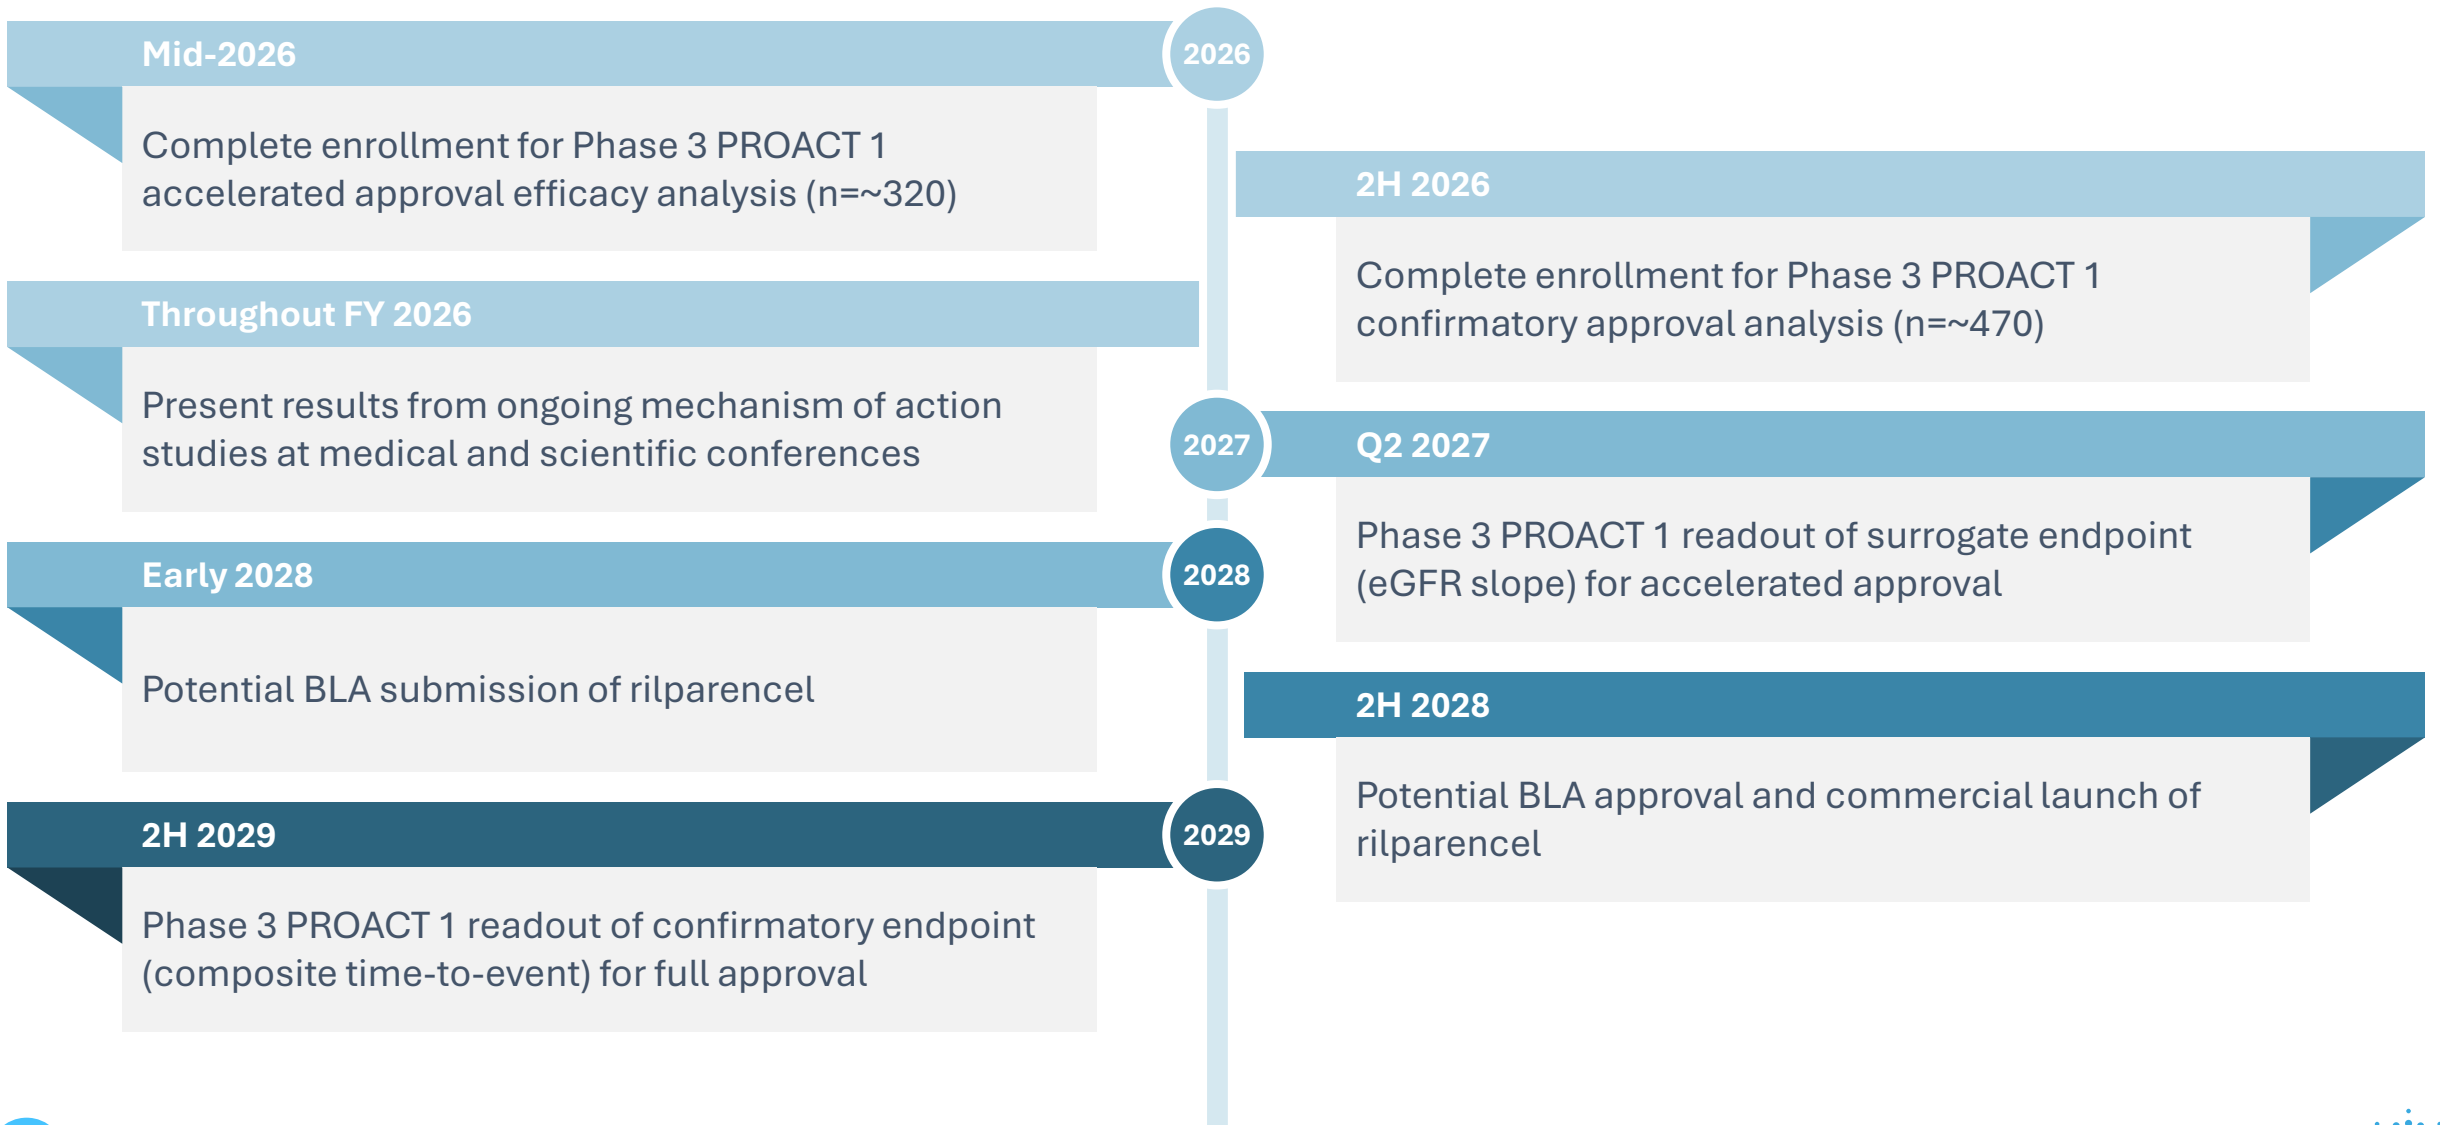 Mid-2026
2026
Complete enrollment for Phase 3 PROACT 1
accelerated approval efficacy analysis (n=~320)
2H 2026
Complete enrollment for Phase 3 PROACT 1
confirmatory approval analysis (n=~470)
Throughout FY 2026
Present results from ongoing mechanism of action
studies at medical and scientific conferences
2027
Q2 2027
Phase 3 PROACT 1 readout of surrogate endpoint
(eGFR slope) for accelerated approval
Early 2028
2028
Potential BLA submission of rilparencel
2H 2028
Potential BLA approval and commercial launch of
rilparencel
2H 2029
2029
Phase 3 PROACT 1 readout of confirmatory endpoint
(composite time-to-event) for full approval